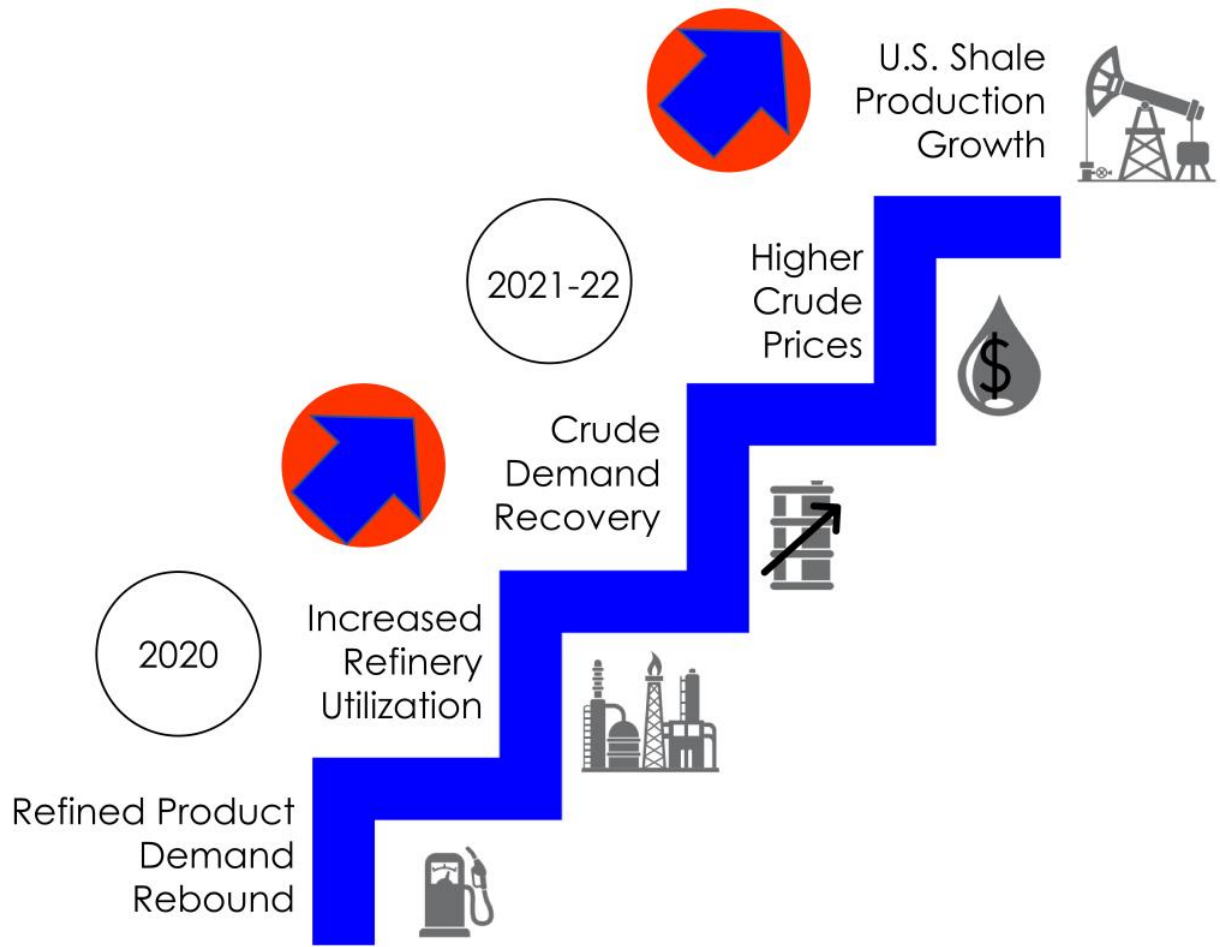 U.S. Shale
Production
Growth
2021-22
Higher
Crude
Prices
$
Crude
Demand
Recovery
2020
Increased
Refinery
Utilization
Refined Product
Demand
Rebound